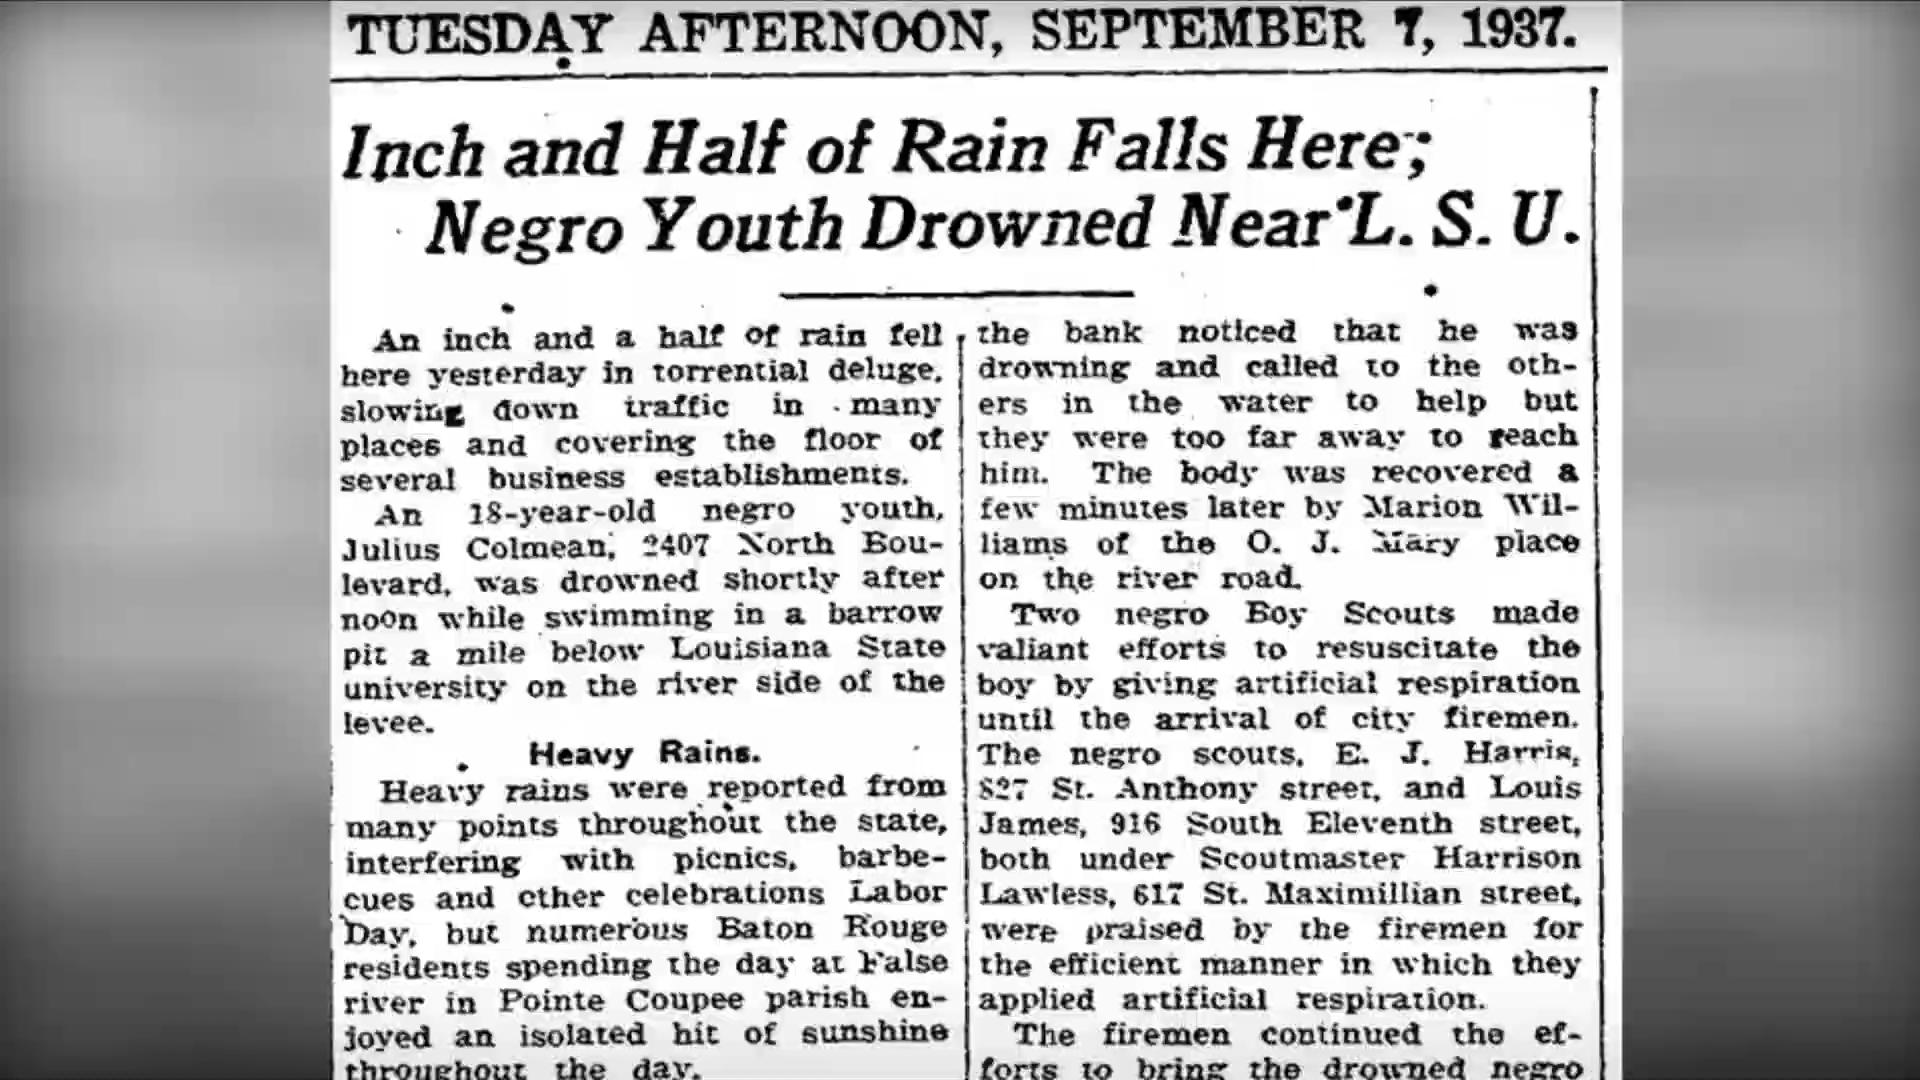 TUESDAY AFTERNOON, SEPTEMBER 7, 1937.
Inch and Half of Rain Falls Here;
Negro Youth Drowned Near L. S. U.
An inch and a half of rain fell
here yesterday in torrential deluge,
slowing down traffic in many
places and covering the floor of
several business establishments.
An 18-year-old negro youth,
Julius Colmean, 2407 North Bou-
levard, was drowned shortly after
noon while swimming in a barrow
pit a mile below Louisiana State
university on the river side of the
levee.
Heavy Rains.
Heavy rains were reported from
many points throughout the state,
interfering with picnics, barbe-
cues and other celebrations Labor
Day, but numerous Baton Rouge
residents spending the day at False
river in Pointe Coupee parish en-
joyed an isolated hit of sunshine
throughout the day.
the bank noticed that he was
drowning and called to the oth-
ers in the water to help but
they were too far away to reach
him. The body was recovered a
few minutes later by Marion Wil-
liams of the O. J. Mary place
on the river road.
Two negro Boy Scouts made
valiant efforts to resuscitate the
boy by giving artificial respiration
until the arrival of city firemen.
The negro scouts, E. J. Harris,
827 St. Anthony street, and Louis
James, 916 South Eleventh street,
both under Scoutmaster Harrison
Lawless, 617 St. Maximillian street,
were praised by the firemen for
the efficient manner in which they
applied artificial respiration.
The firemen continued the ef-
forts to bring the drowned negro